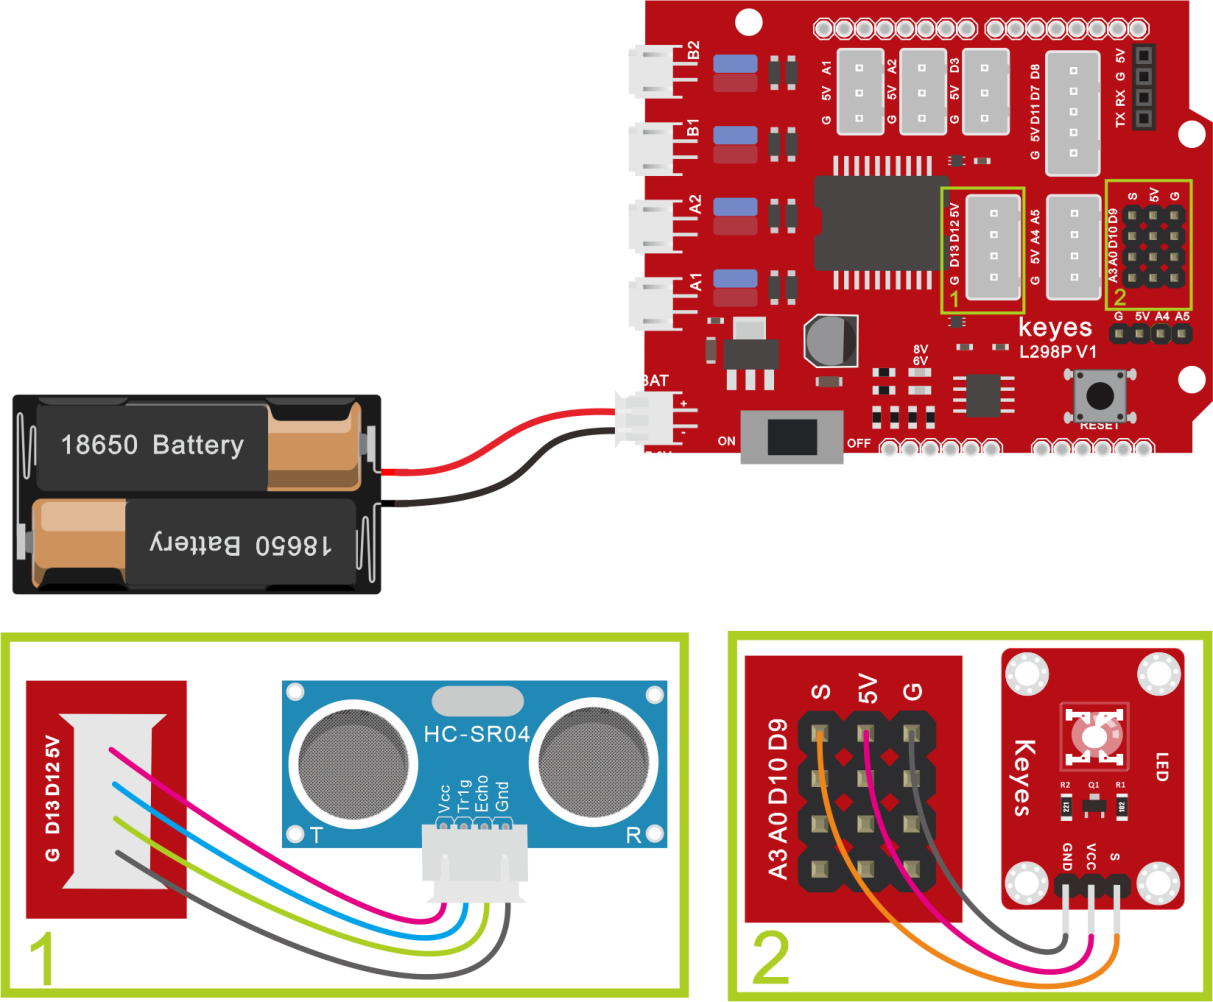 B2
B1
A2
A1
G 5V A1
G 5V A2
G 5V D3
G 5V D11 D7 D8
TX RX G 5V
G D13 D12 5V
1
G 5V A4 A5
S 5V G
A3 A0 D10 D9
2
G 5V A4 A5
keyes
L298P V1
8V
6V
BAT
+
-
ON
OFF
RESET
18650 Battery
18650 Battery
G D13 D12 5V
HC-SR04
Vcc
Tr1g
Echo
Gnd
T
R
1
S 5V G
A3 A0 D10 D9
Keyes
LED
R2
Q1
R1
221
102
GND
VCC
S
2